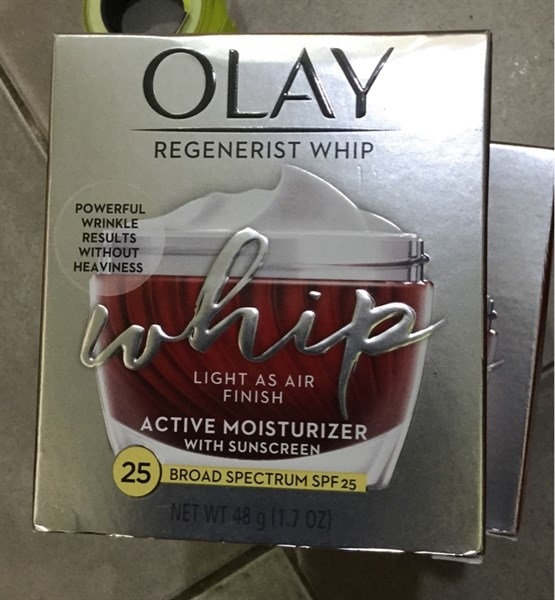 OLAY
REGENERIST WHIP
POWERFUL
WRINKLE
RESULTS
WITHOUT
HEAVINESS
whip
LIGHT AS AIR
FINISH
ACTIVE MOISTURIZER
WITH SUNSCREEN
25 BROAD SPECTRUM SPF 25
NET WT 48 g (1.7 OZ)